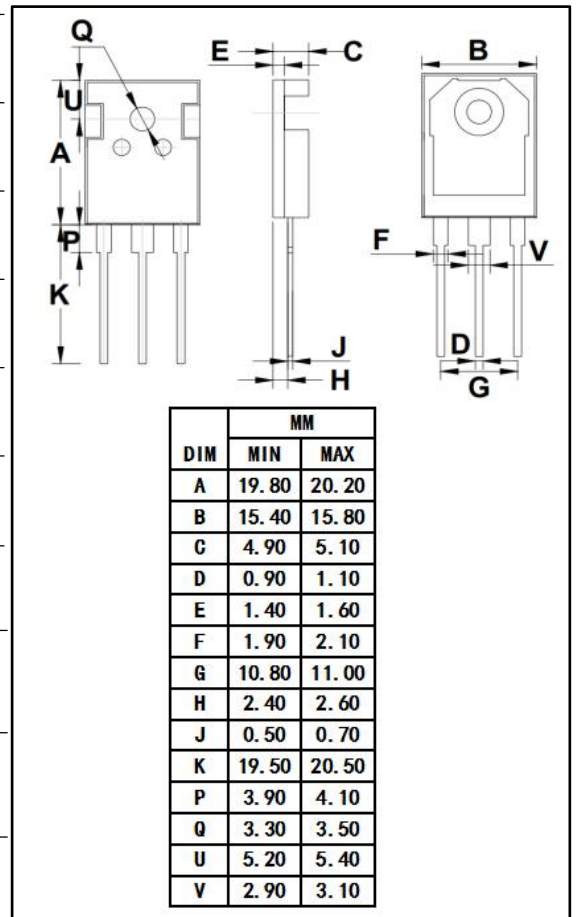 Q
E
C
B
U
A
P
K
F
V
D
J
H
G
MM
DIM MIN MAX
A 19.80 20.20
B 15.40 15.80
C 4.90 5.10
D 0.90 1.10
E 1.40 1.60
F 1.90 2.10
G 10.80 11.00
H 2.40 2.60
J 0.50 0.70
K 19.50 20.50
P 3.90 4.10
Q 3.30 3.50
U 5.20 5.40
V 2.90 3.10